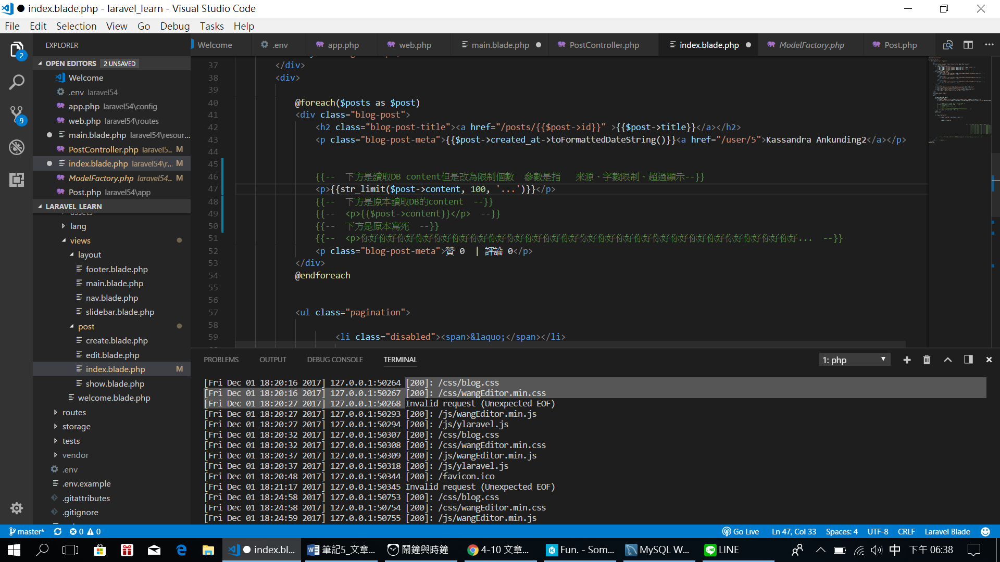 index.blade.php - laravel_learn - Visual Studio Code
File Edit Selection View Go Debug Tasks Help
EXPLORER
OPEN EDITORS 2 UNSAVED
Welcome
.env laravel54
app.php laravel54\config
web.php laravel54\routes
main.blade.php laravel54\resour...
PostController.php laravel5.. M
index.blade.php laravel54\r... M
ModelFactory.php laravel54.. M
Post.php laravel54\app
LARAVEL_LEARN
assets
lang
views
layout
footer.blade.php
main.blade.php
nav.blade.php
slidebar.blade.php
post
create.blade.php
edit.blade.php
index.blade.php M
show.blade.php
welcome.blade.php
routes
storage
tests
vendor
.env
.env.example
.gitattributes
.gitignore
2
9
Welcome .env app.php web.php main.blade.php PostController.php index.blade.php ModelFactory.php Post.php
37 </div>
38 <div>
39
40 @foreach($posts as $post)
41 <div class="blog-post">
42 <h2 class="blog-post-title"><a href="/posts/{{$post->id}}" >{{$post->title}}</a></h2>
43 <p class="blog-post-meta">{{$post->created_at->toFormattedDateString()}}<a href="/user/5">Kassandra Ankunding2</a></p>
44
45
46 {{-- 下方是讀取DB content但是改為限制個數 參數是指 來源、字數限制、超過顯示--}}
47 <p>{{str_limit($post->content, 100, '...')}}</p>
48 {{-- 下方是原本讀取DB的content --}}
49 {{-- <p>{{$post->content}}</p> --}}
50 {{-- 下方是原本寫死 --}}
51 {{-- <p>你好你好你好你好你好你好你好你好你好你好你好你好你好你好你好你好你好你好你好你好你好你好你好你好... --}}
52 <p class="blog-post-meta">贊 0 | 評論 0</p>
53 </div>
54 @endforeach
55
56
57 <ul class="pagination">
58
59 <li class="disabled"><span>&laquo;</span></li>
PROBLEMS OUTPUT DEBUG CONSOLE TERMINAL 1: php
[Fri Dec 01 18:20:16 2017] 127.0.0.1:50264 [200]: /css/blog.css
[Fri Dec 01 18:20:16 2017] 127.0.0.1:50267 [200]: /css/wangEditor.min.css
[Fri Dec 01 18:20:27 2017] 127.0.0.1:50268 Invalid request (Unexpected EOF)
[Fri Dec 01 18:20:27 2017] 127.0.0.1:50293 [200]: /js/wangEditor.min.js
[Fri Dec 01 18:20:27 2017] 127.0.0.1:50294 [200]: /js/ylaravel.js
[Fri Dec 01 18:20:32 2017] 127.0.0.1:50307 [200]: /css/blog.css
[Fri Dec 01 18:20:32 2017] 127.0.0.1:50308 [200]: /css/wangEditor.min.css
[Fri Dec 01 18:20:37 2017] 127.0.0.1:50309 [200]: /js/wangEditor.min.js
[Fri Dec 01 18:20:37 2017] 127.0.0.1:50318 [200]: /js/ylaravel.js
[Fri Dec 01 18:20:48 2017] 127.0.0.1:50344 [200]: /favicon.ico
[Fri Dec 01 18:21:17 2017] 127.0.0.1:50345 Invalid request (Unexpected EOF)
[Fri Dec 01 18:24:58 2017] 127.0.0.1:50753 [200]: /css/blog.css
[Fri Dec 01 18:24:58 2017] 127.0.0.1:50754 [200]: /css/wangEditor.min.css
[Fri Dec 01 18:24:59 2017] 127.0.0.1:50755 [200]: /js/wangEditor.min.js
master* 0 0 Go Live Ln 47, Col 33 Spaces: 4 UTF-8 CRLF Laravel Blade
index.bl... 筆記5_文章... 鬧鐘與時鐘 4-10 文章... Fun. - Som... MySQL W... LINE 中 下午 06:38